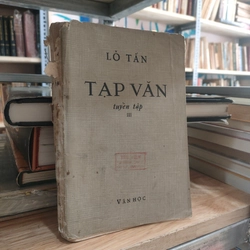 LỖ TẤN
TẠP VĂN
tuyển tập
III
VĂN HỌC